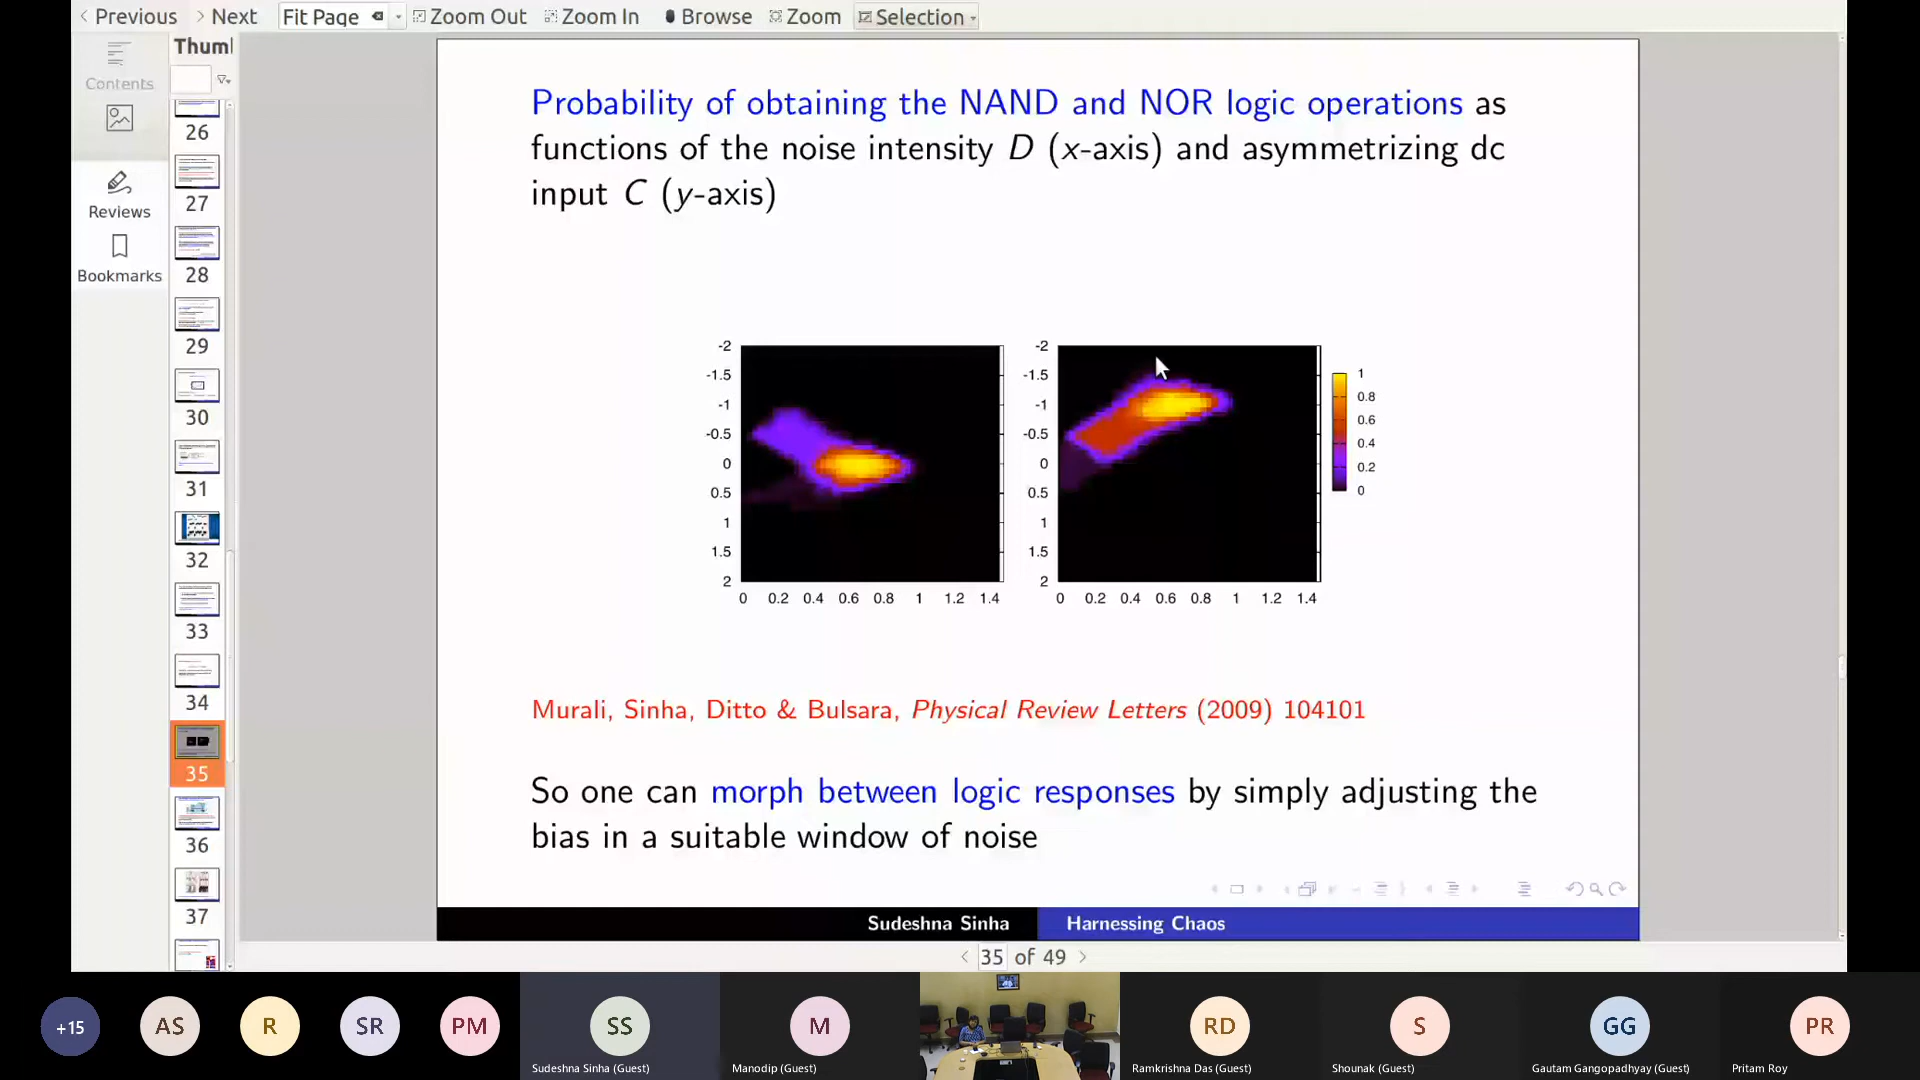 Previous Next Fit Page Zoom Out Zoom In Browse Zoom Selection
Contents
Reviews
Bookmarks
Thuml
26
27
28
29
30
31
32
33
34
35
36
37
Probability of obtaining the NAND and NOR logic operations as
functions of the noise intensity D (x-axis) and asymmetrizing dc
input C (y-axis)
-2
-1.5
-1
-0.5
0
0.5
1
1.5
2
0 0.2 0.4 0.6 0.8 1 1.2 1.4
-2
-1.5
-1
-0.5
0
0.5
1
1.5
2
0 0.2 0.4 0.6 0.8 1 1.2 1.4
1
0.8
0.6
0.4
0.2
0
Murali, Sinha, Ditto & Bulsara, Physical Review Letters (2009) 104101
So one can morph between logic responses by simply adjusting the
bias in a suitable window of noise
Sudeshna Sinha Harnessing Chaos
35 of 49
+15 AS R SR PM SS M RD S GG PR
Sudeshna Sinha (Guest) Manodip (Guest) Ramkrishna Das (Guest) Shounak (Guest) Gautam Gangopadhyay (Guest) Pritam Roy